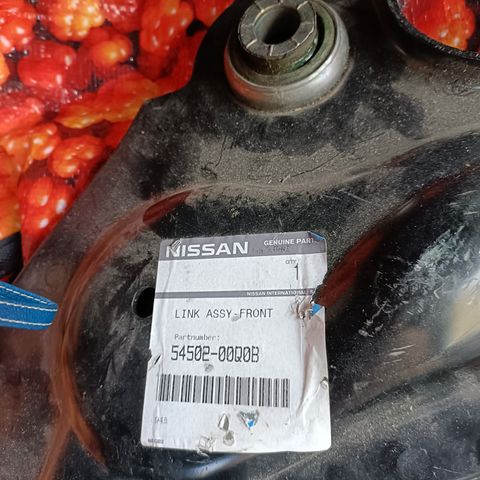 NISSAN
GENUINE PARTS
QTY
1
NISSAN INTERNATIONAL
LINK ASSY-FRONT
Partnumber:
54502-00Q0B